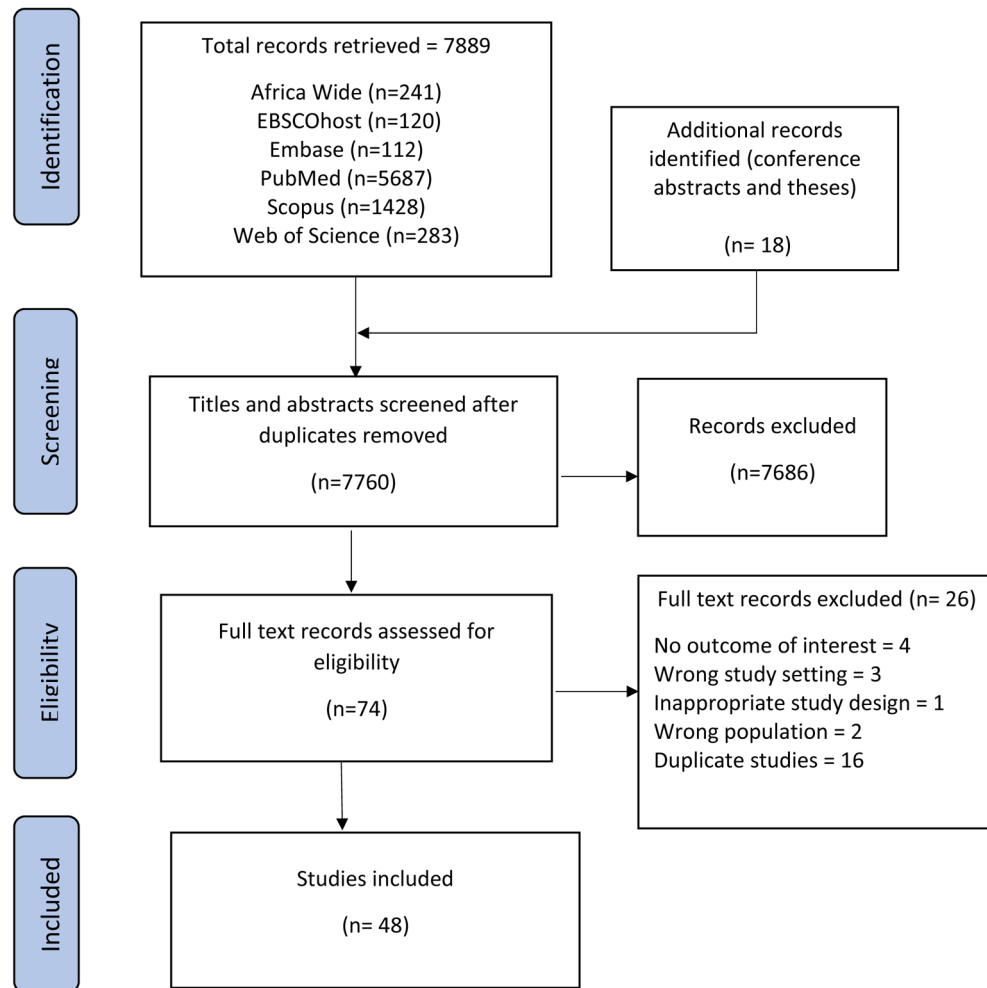 Identification
Total records retrieved = 7889
Africa Wide (n=241)
EBSCOhost (n=120)
Embase (n=112)
PubMed (n=5687)
Scopus (n=1428)
Web of Science (n=283)
Additional records
identified (conference
abstracts and theses)
(n= 18)
Screening
Titles and abstracts screened after
duplicates removed
(n=7760)
Records excluded
(n=7686)
Eligibility
Full text records assessed for
eligibility
(n=74)
Full text records excluded (n= 26)
No outcome of interest = 4
Wrong study setting = 3
Inappropriate study design = 1
Wrong population = 2
Duplicate studies = 16
Included
Studies included
(n= 48)